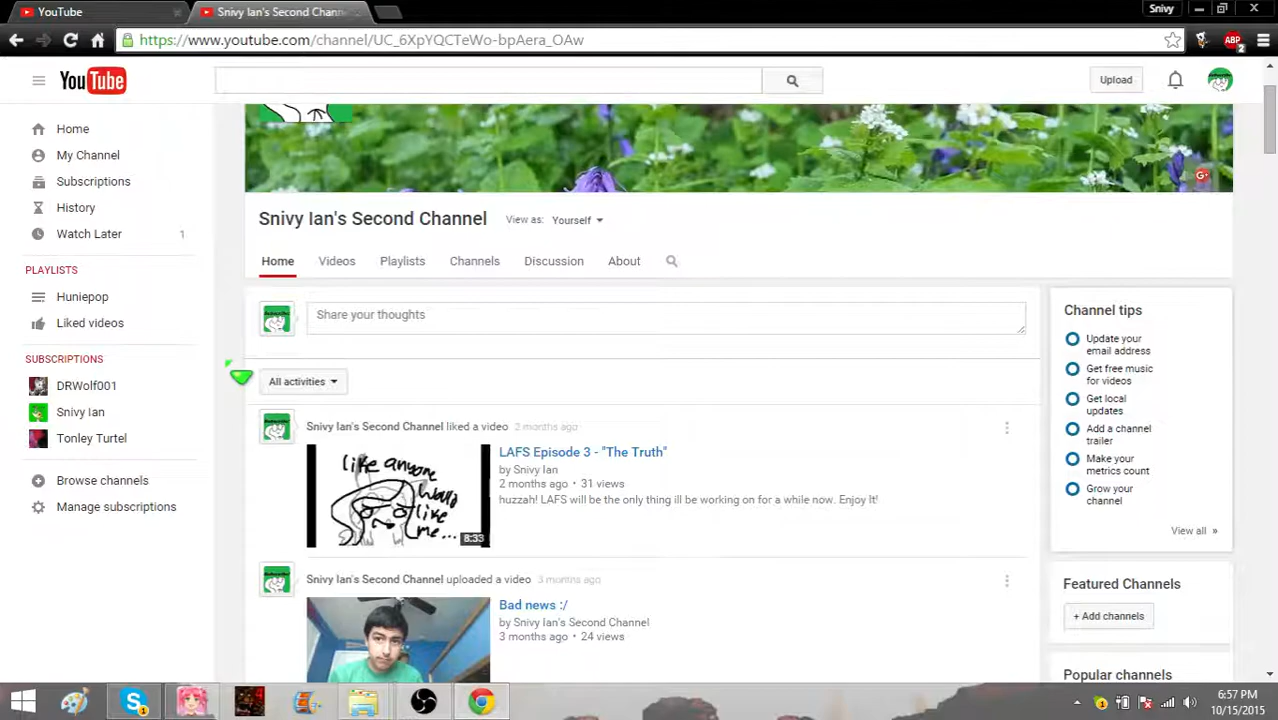 YouTube
Snivy Ian's Second Chann
Snivy
https://www.youtube.com/channel/UC_6XpYQCTeWo-bpAera_OAw
ABP
2
YouTube
Upload
Home
My Channel
Subscriptions
History
Watch Later 1
PLAYLISTS
Huniepop
Liked videos
SUBSCRIPTIONS
DRWolf001
Snivy Ian
Tonley Turtel
Browse channels
Manage subscriptions
G+
Snivy Ian's Second Channel View as: Yourself
Home Videos Playlists Channels Discussion About
Share your thoughts
All activities
Snivy Ian's Second Channel liked a video 2 months ago
like anyone
would
like
me...
8:33
LAFS Episode 3 - "The Truth"
by Snivy Ian
2 months ago • 31 views
huzzah! LAFS will be the only thing ill be working on for a while now. Enjoy It!
Snivy Ian's Second Channel uploaded a video 3 months ago
Bad news :/
by Snivy Ian's Second Channel
3 months ago • 24 views
Channel tips
Update your
email address
Get free music
for videos
Get local
updates
Add a channel
trailer
Make your
metrics count
Grow your
channel
View all »
Featured Channels
+ Add channels
Popular channels
6:57 PM
10/15/2015